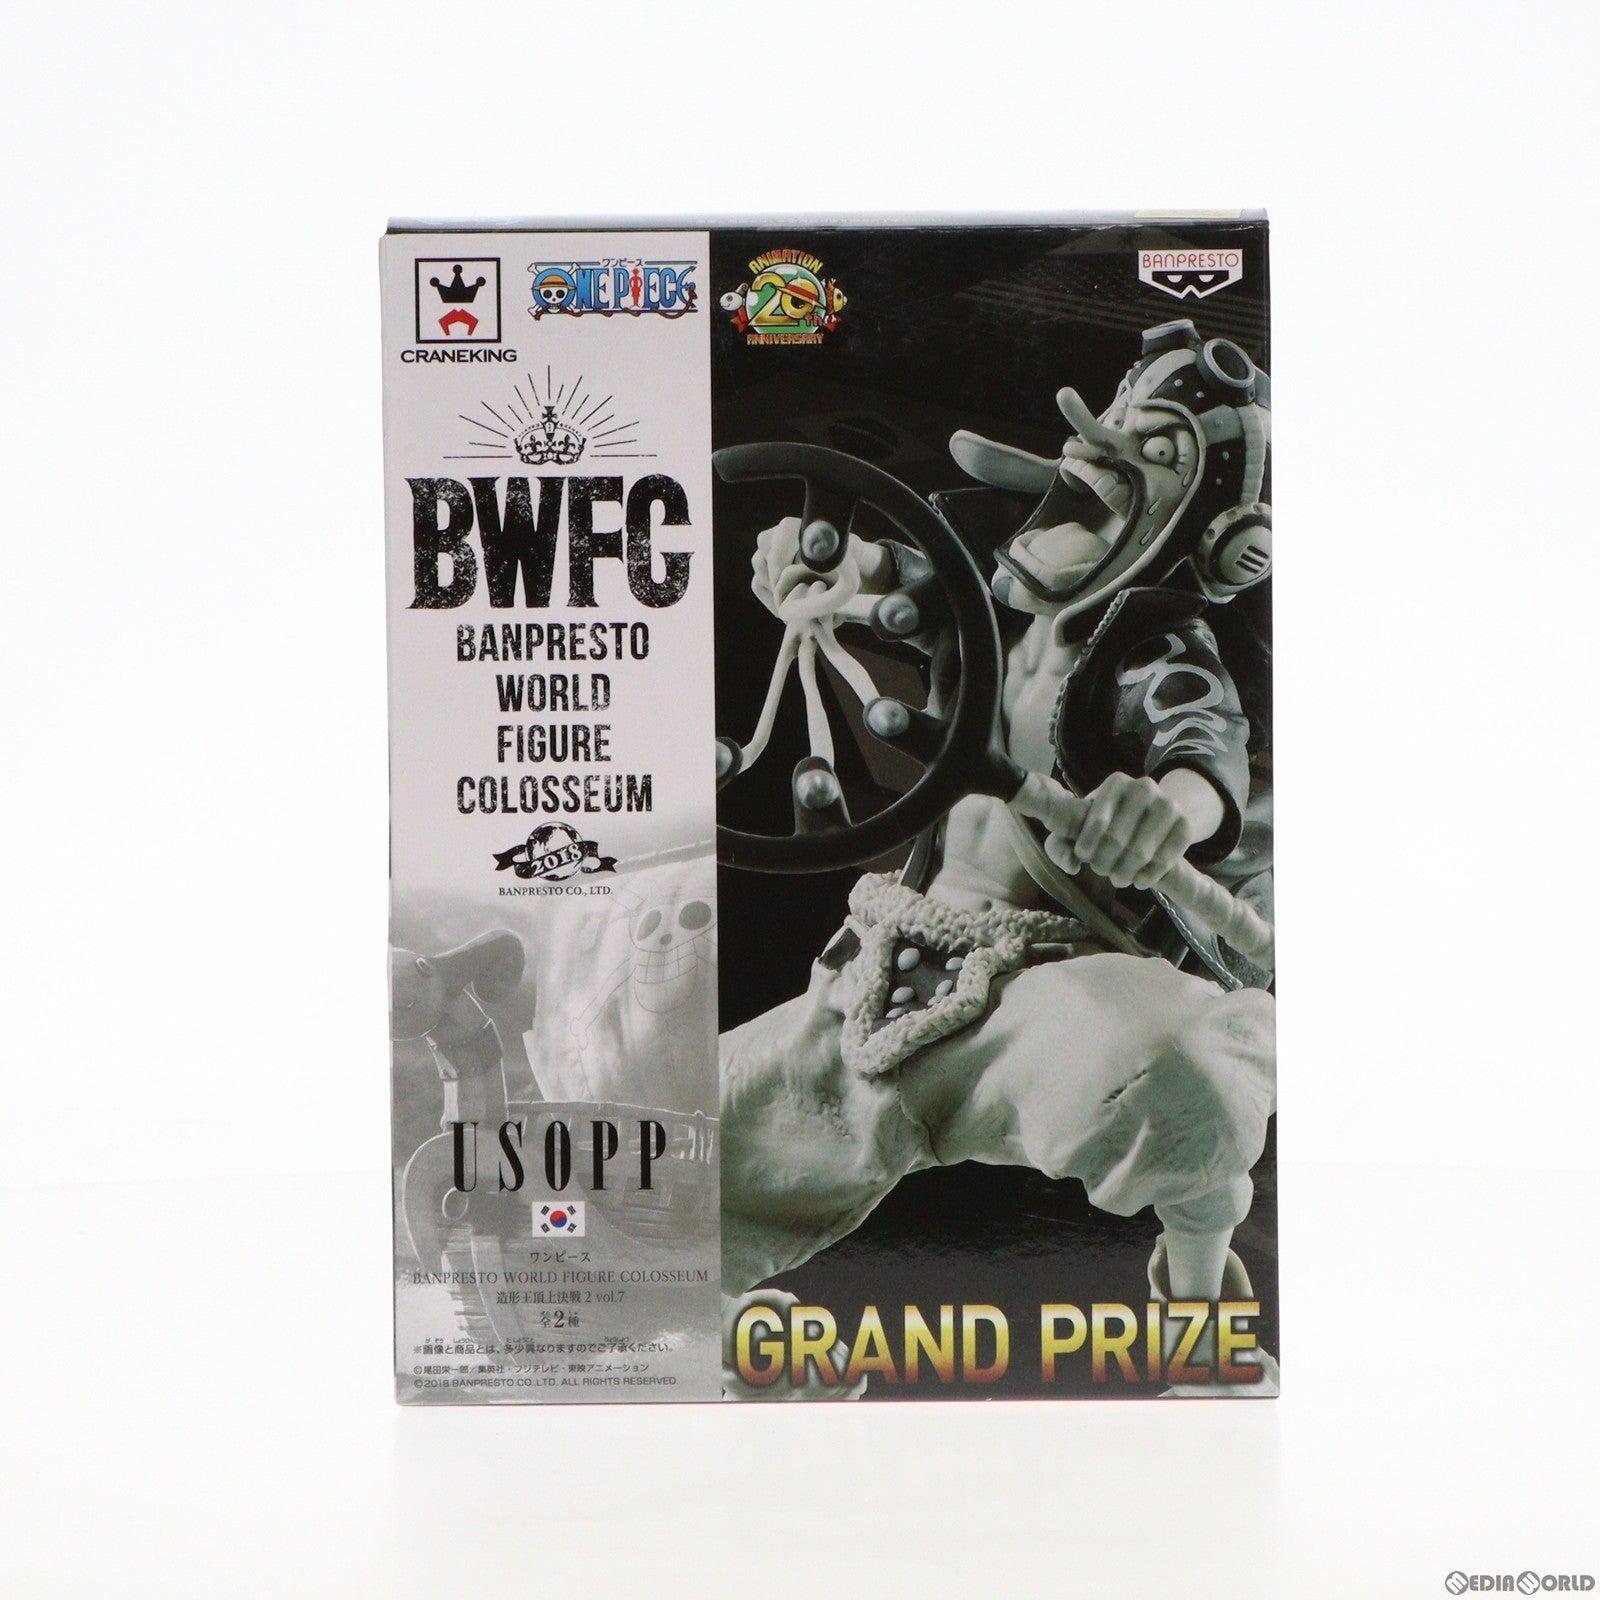 CRANEKING
ワンピース
ONE PIECE
ANIMATION
20th
ANNIVERSARY
BANPRESTO
BWFC
BANPRESTO
WORLD
FIGURE
COLOSSEUM
2018
BANPRESTO CO., LTD.
USOPP
ワンピース
BANPRESTO WORLD FIGURE COLOSSEUM
造形王頂上決戦2 vol.7
全2種
※画像と商品とは、多少異なりますのでご了承ください。
©尾田栄一郎／集英社・フジテレビ・東映アニメーション
©2018 BANPRESTO CO.,LTD. ALL RIGHTS RESERVED.
GRAND PRIZE
MEDIAWORLD